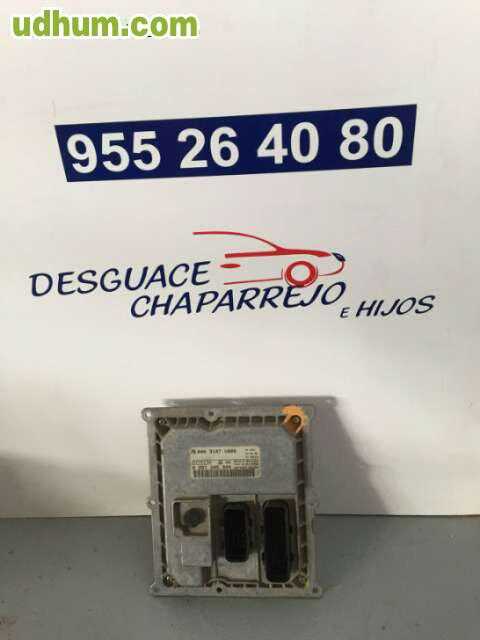 udhum.com
955 26 40 80
DESGUACE
CHAPARREJO
E HIJOS